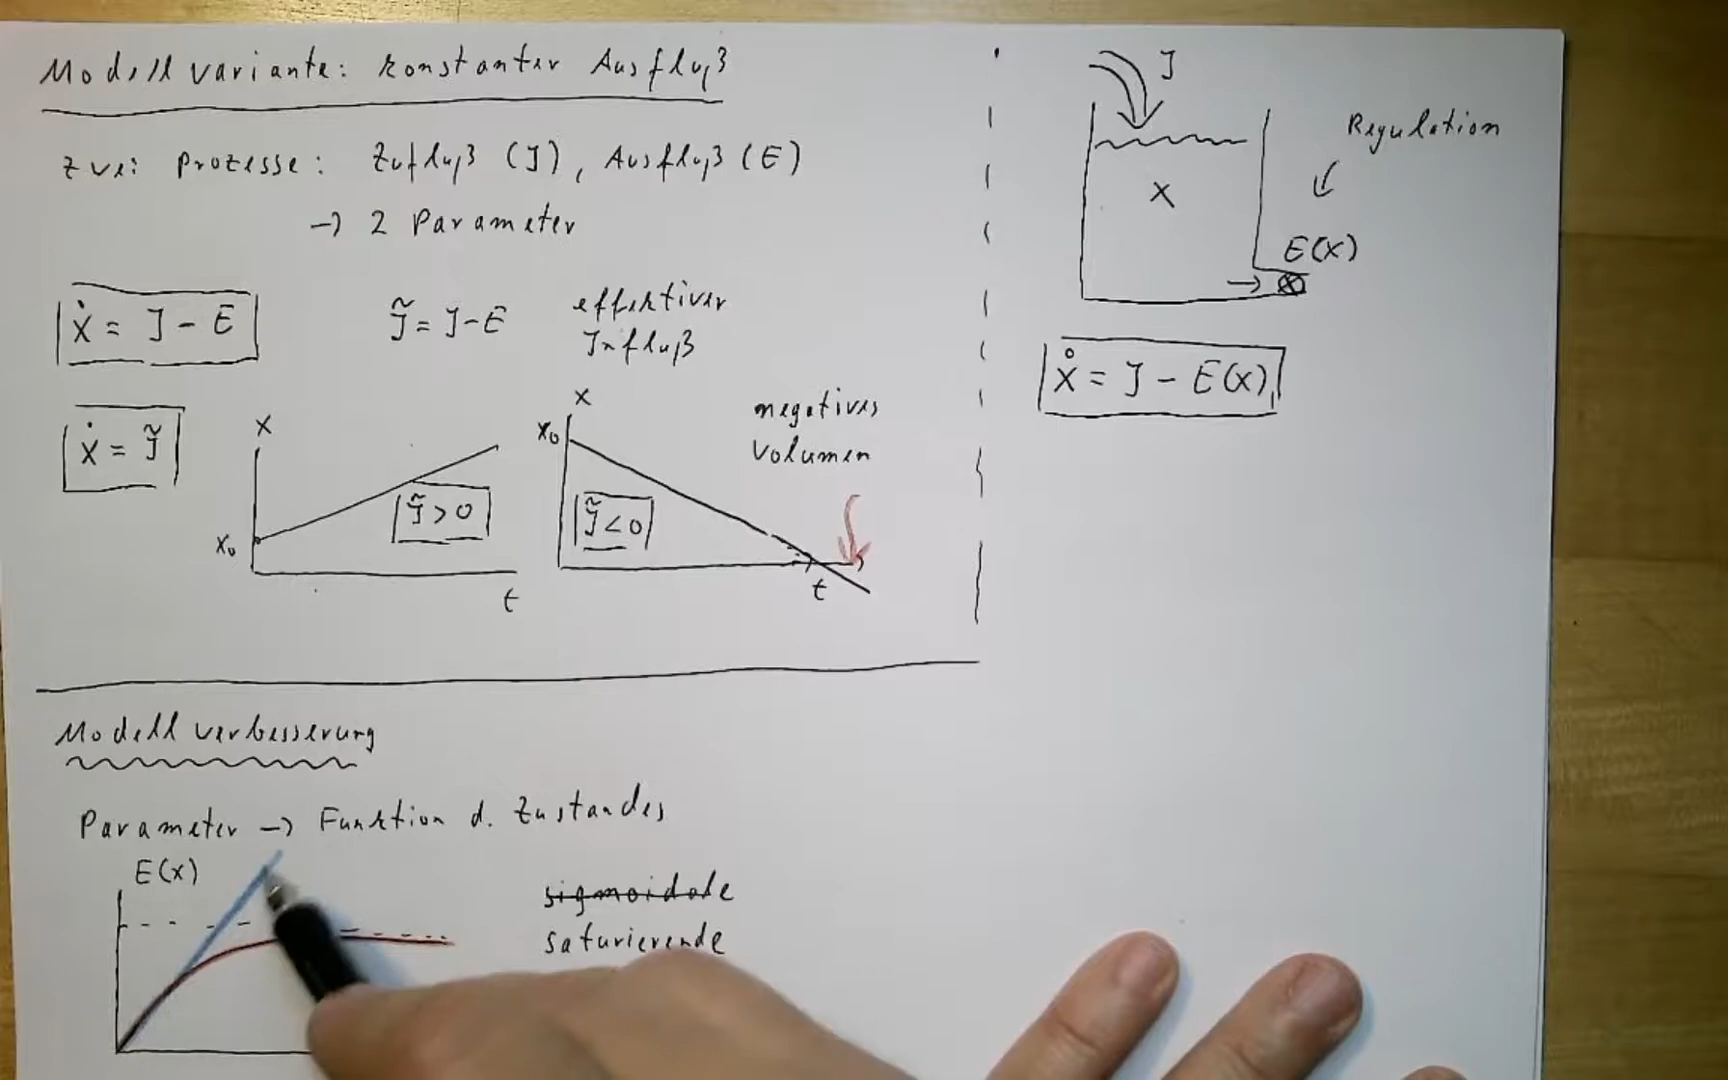 Modellvariante: konstanter Ausfluß
zwei Prozesse: Zufluß (J), Ausfluß (E)
→ 2 Parameter
ẋ = J - E
J̃ = J - E
effektiver
Influß
ẋ = J̃
x
x₀
J̃ > 0
t
x
x₀
J̃ < 0
t
negatives
Volumen
Modellverbesserung
Parameter → Funktion d. Zustandes
E(x)
sigmoidale
saturierende
J
x
Regulation
E(x)
ẋ = J - E(x)